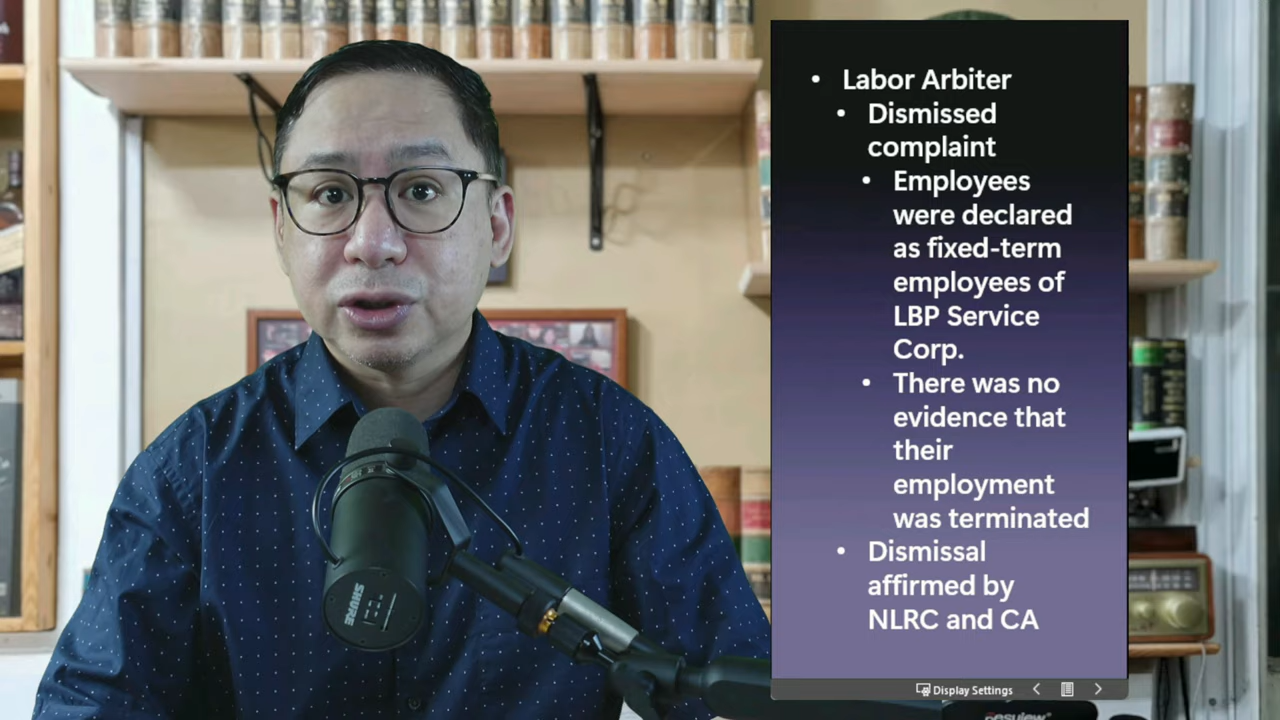 • Labor Arbiter
• Dismissed
complaint
• Employees
were declared
as fixed-term
employees of
LBP Service
Corp.
• There was no
evidence that
their
employment
was terminated
• Dismissal
affirmed by
NLRC and CA
Display Settings
SHURE